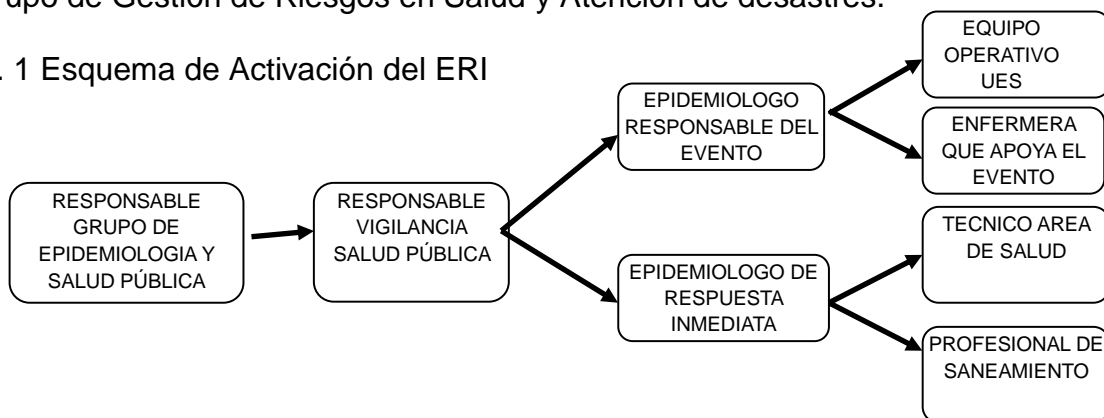 upo de Gestión de Riesgos en Salud y Atención de desastres.
. 1 Esquema de Activación del ERI
RESPONSABLE
GRUPO DE
EPIDEMIOLOGIA Y
SALUD PÚBLICA
RESPONSABLE
VIGILANCIA
SALUD PÚBLICA
EPIDEMIOLOGO
RESPONSABLE DEL
EVENTO
EPIDEMIOLOGO DE
RESPUESTA
INMEDIATA
EQUIPO
OPERATIVO
UES
ENFERMERA
QUE APOYA EL
EVENTO
TECNICO AREA
DE SALUD
PROFESIONAL DE
SANEAMIENTO